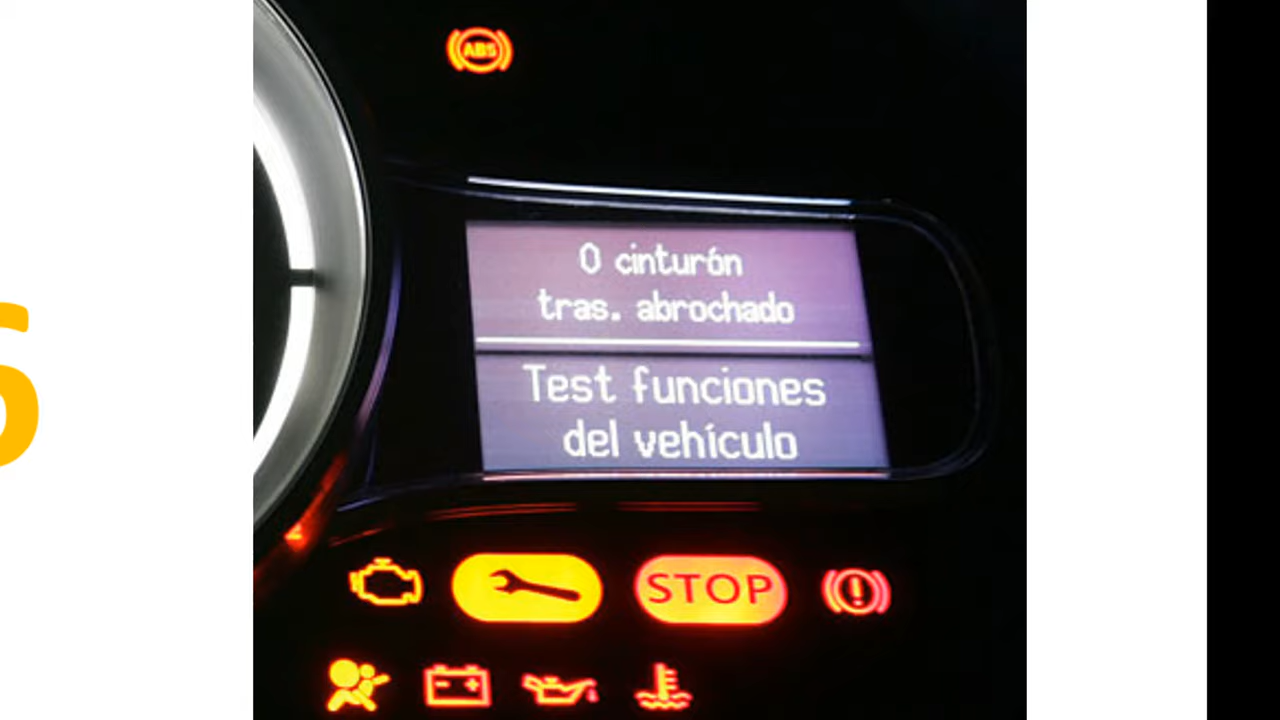 ABS
0 cinturón
tras. abrochado
Test funciones
del vehículo
STOP